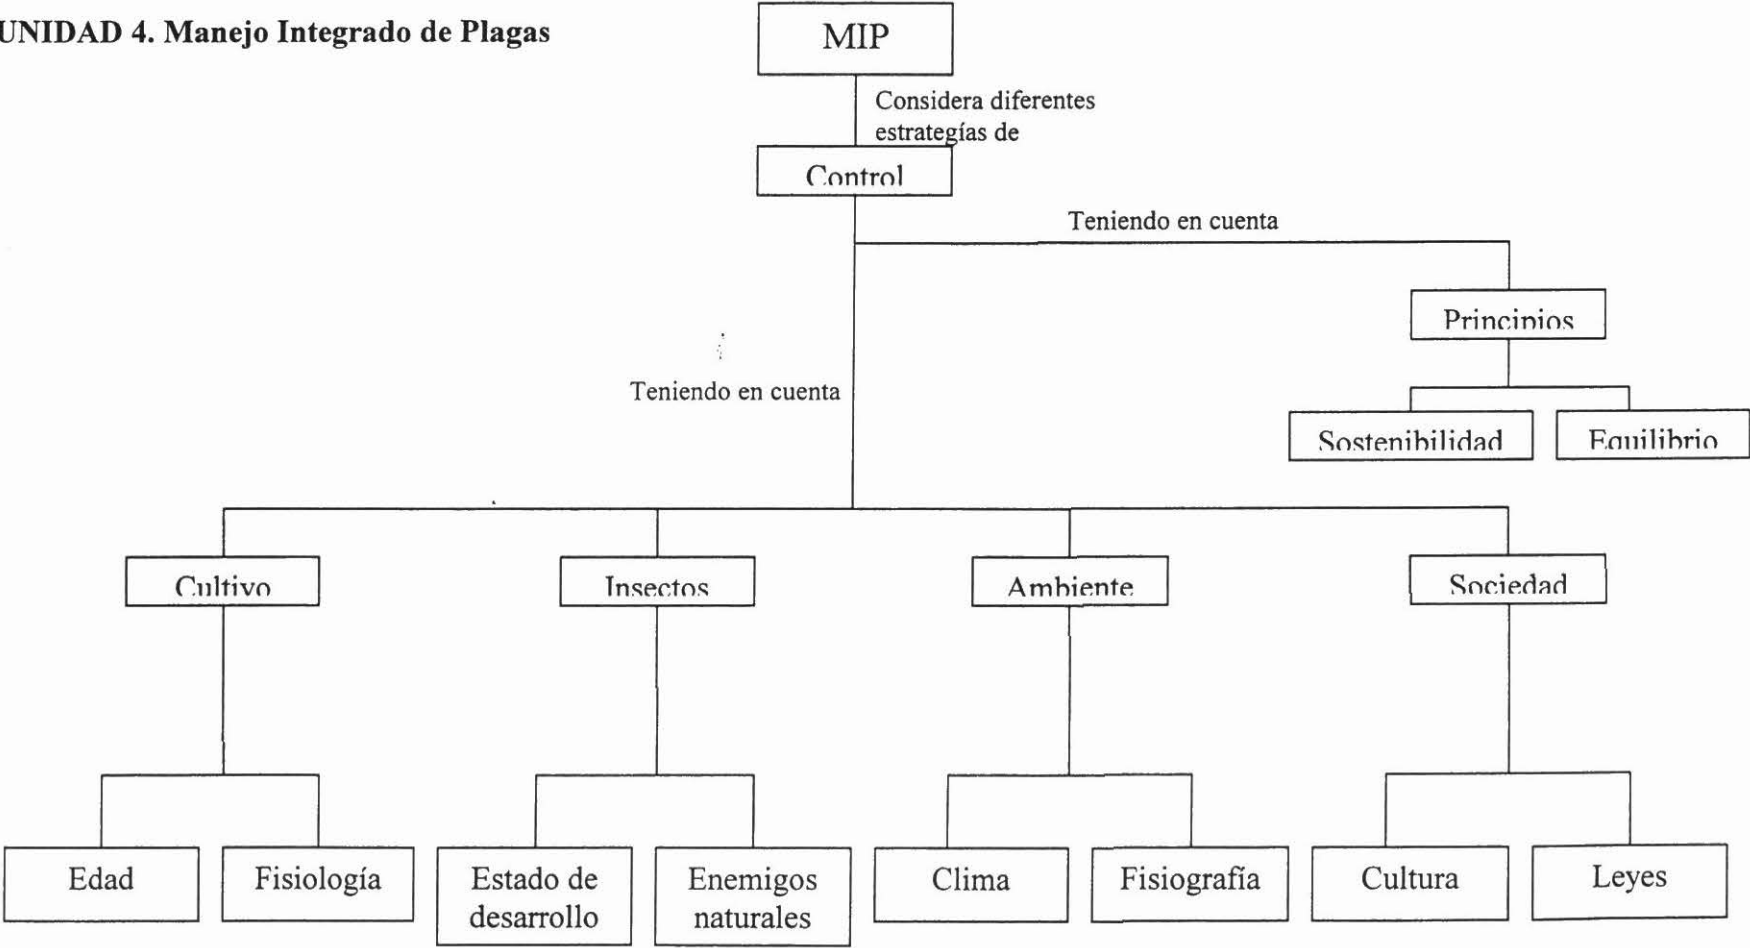 UNIDAD 4. Manejo Integrado de Plagas
MIP
Considera diferentes
estrategías de
Control
Teniendo en cuenta
Principios
Teniendo en cuenta
Sostenibilidad
Equilibrio
Cultivo
Insectos
Ambiente
Sociedad
Edad
Fisiología
Estado de
desarrollo
Enemigos
naturales
Clima
Fisiografía
Cultura
Leyes